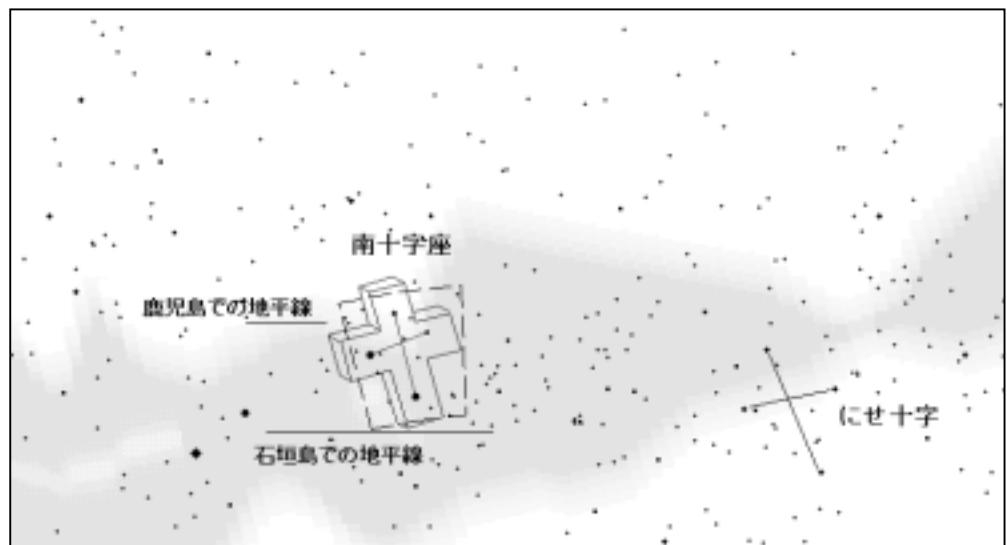 南十字座
鹿児島での地平線
にせ十字
石垣島での地平線